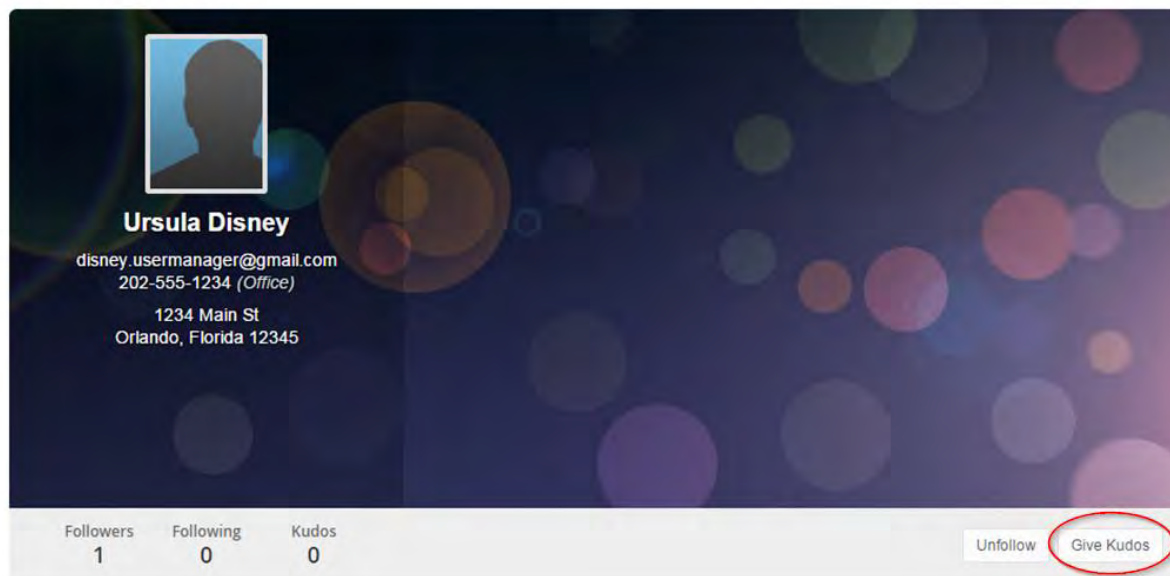 Ursula Disney
disney.usermanager@gmail.com
202-555-1234 (Office)
1234 Main St
Orlando, Florida 12345
Followers Following Kudos
1 0 0
Unfollow Give Kudos